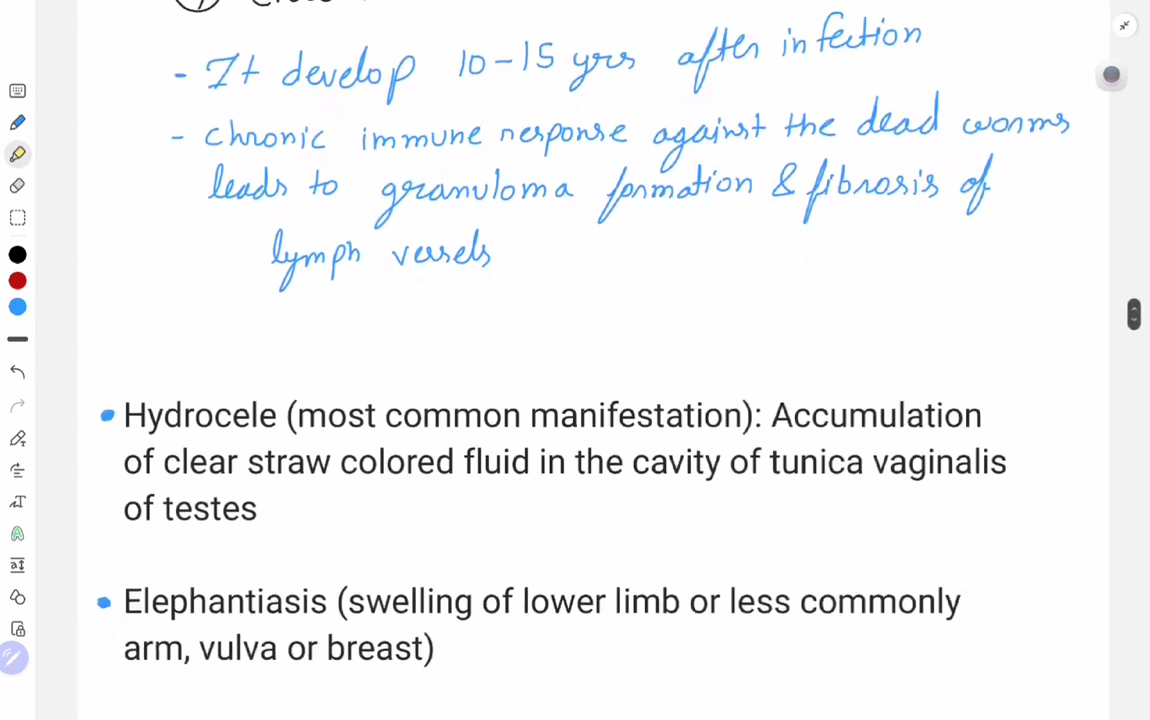 - It develop 10-15 yrs after infection
- chronic immune response against the dead worms
leads to granuloma formation & fibrosis of
lymph vessels
• Hydrocele (most common manifestation): Accumulation
of clear straw colored fluid in the cavity of tunica vaginalis
of testes
• Elephantiasis (swelling of lower limb or less commonly
arm, vulva or breast)